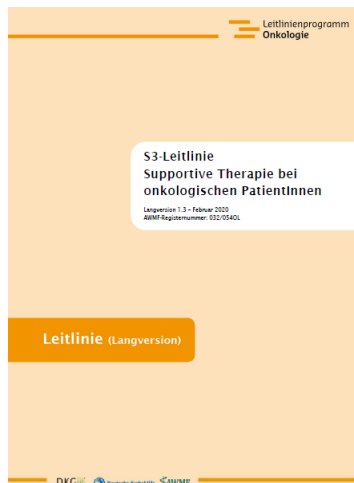 Leitlinienprogramm
Onkologie
S3-Leitlinie
Supportive Therapie bei
onkologischen PatientInnen
Langversion 1.3 – Februar 2020
AWMF-Registernummer: 032/054OL
Leitlinie (Langversion)
DKG
AWMF